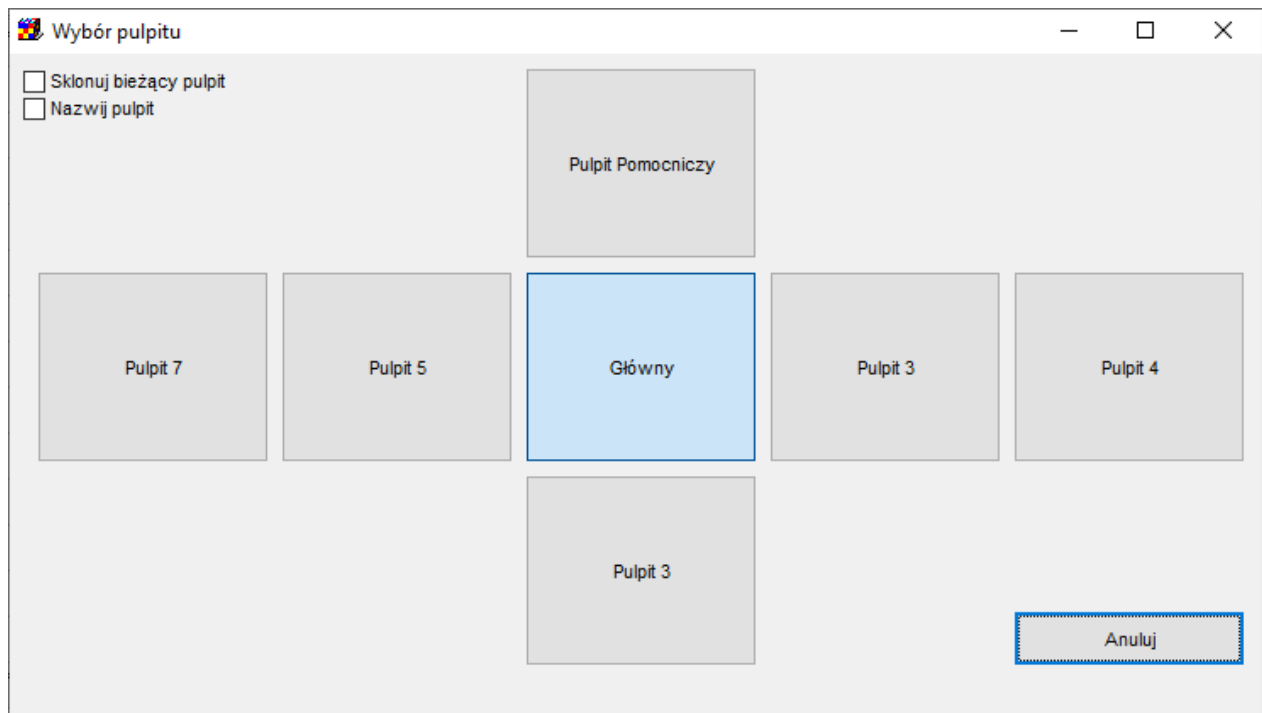 Wybór pulpitu
Sklonuj bieżący pulpit
Nazwij pulpit
Pulpit Pomocniczy
Pulpit 7
Pulpit 5
Główny
Pulpit 3
Pulpit 4
Pulpit 3
Anuluj